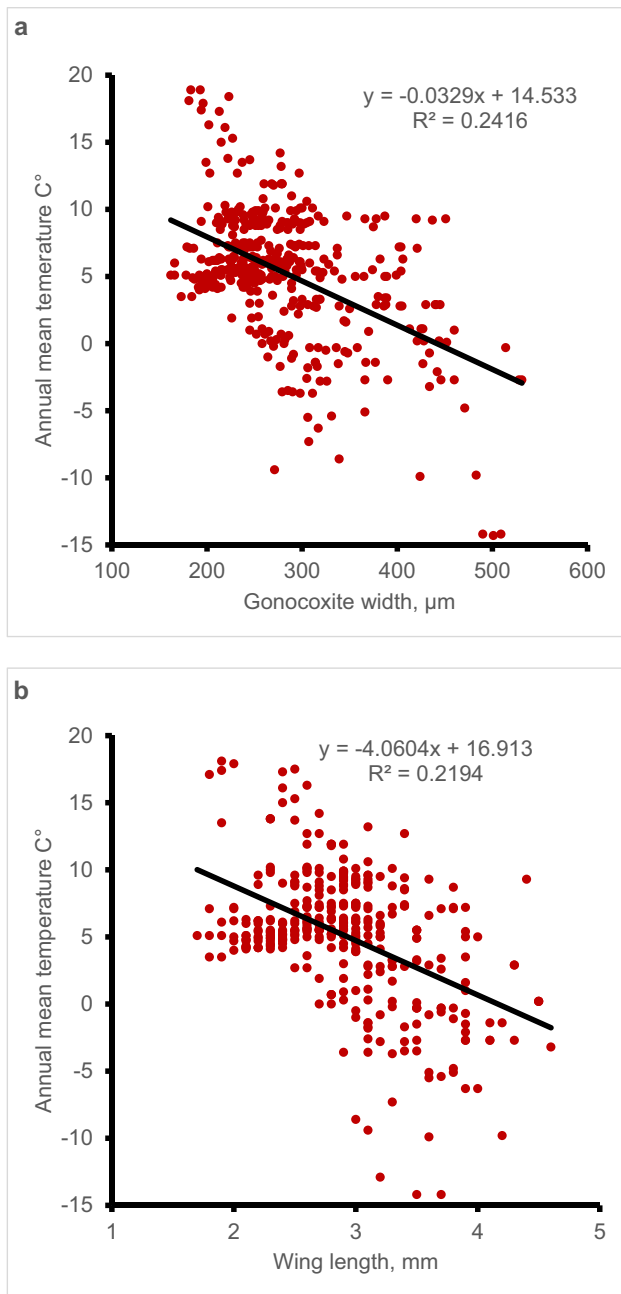 a
y = -0.0329x + 14.533
R² = 0.2416
Annual mean temerature C°
20
15
10
5
0
-5
-10
-15
100 200 300 400 500 600
Gonocoxite width, µm
b
y = -4.0604x + 16.913
R² = 0.2194
Annual mean temperature C°
20
15
10
5
0
-5
-10
-15
1 2 3 4 5
Wing length, mm